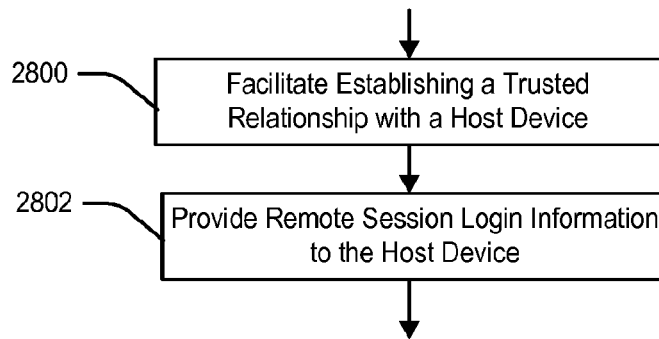 2800
Facilitate Establishing a Trusted
Relationship with a Host Device
2802
Provide Remote Session Login Information
to the Host Device